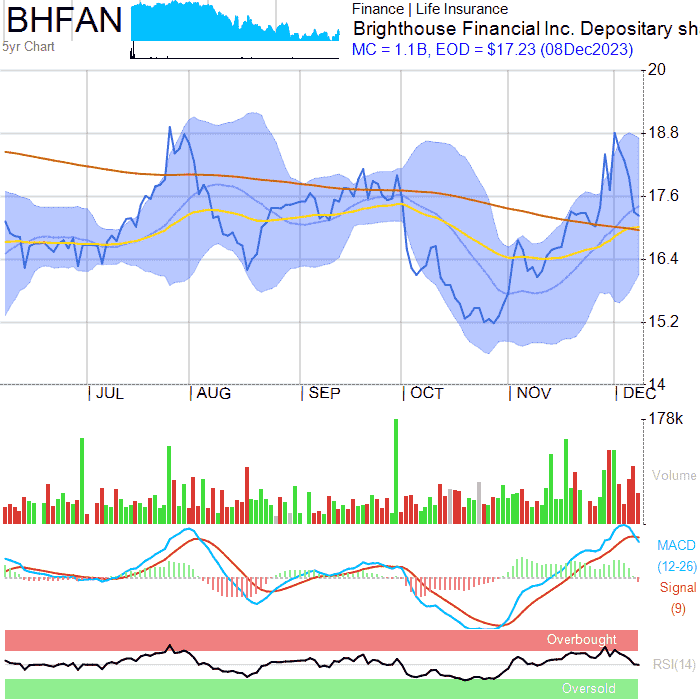 BHFAN
5yr Chart
Finance | Life Insurance
Brighthouse Financial Inc. Depositary sh
MC = 1.1B, EOD = $17.23 (08Dec2023)
20
18.8
17.6
16.4
15.2
14
JUL AUG SEP OCT NOV DEC
178k
Volume
MACD
(12-26)
Signal
(9)
Overbought
RSI(14)
Oversold